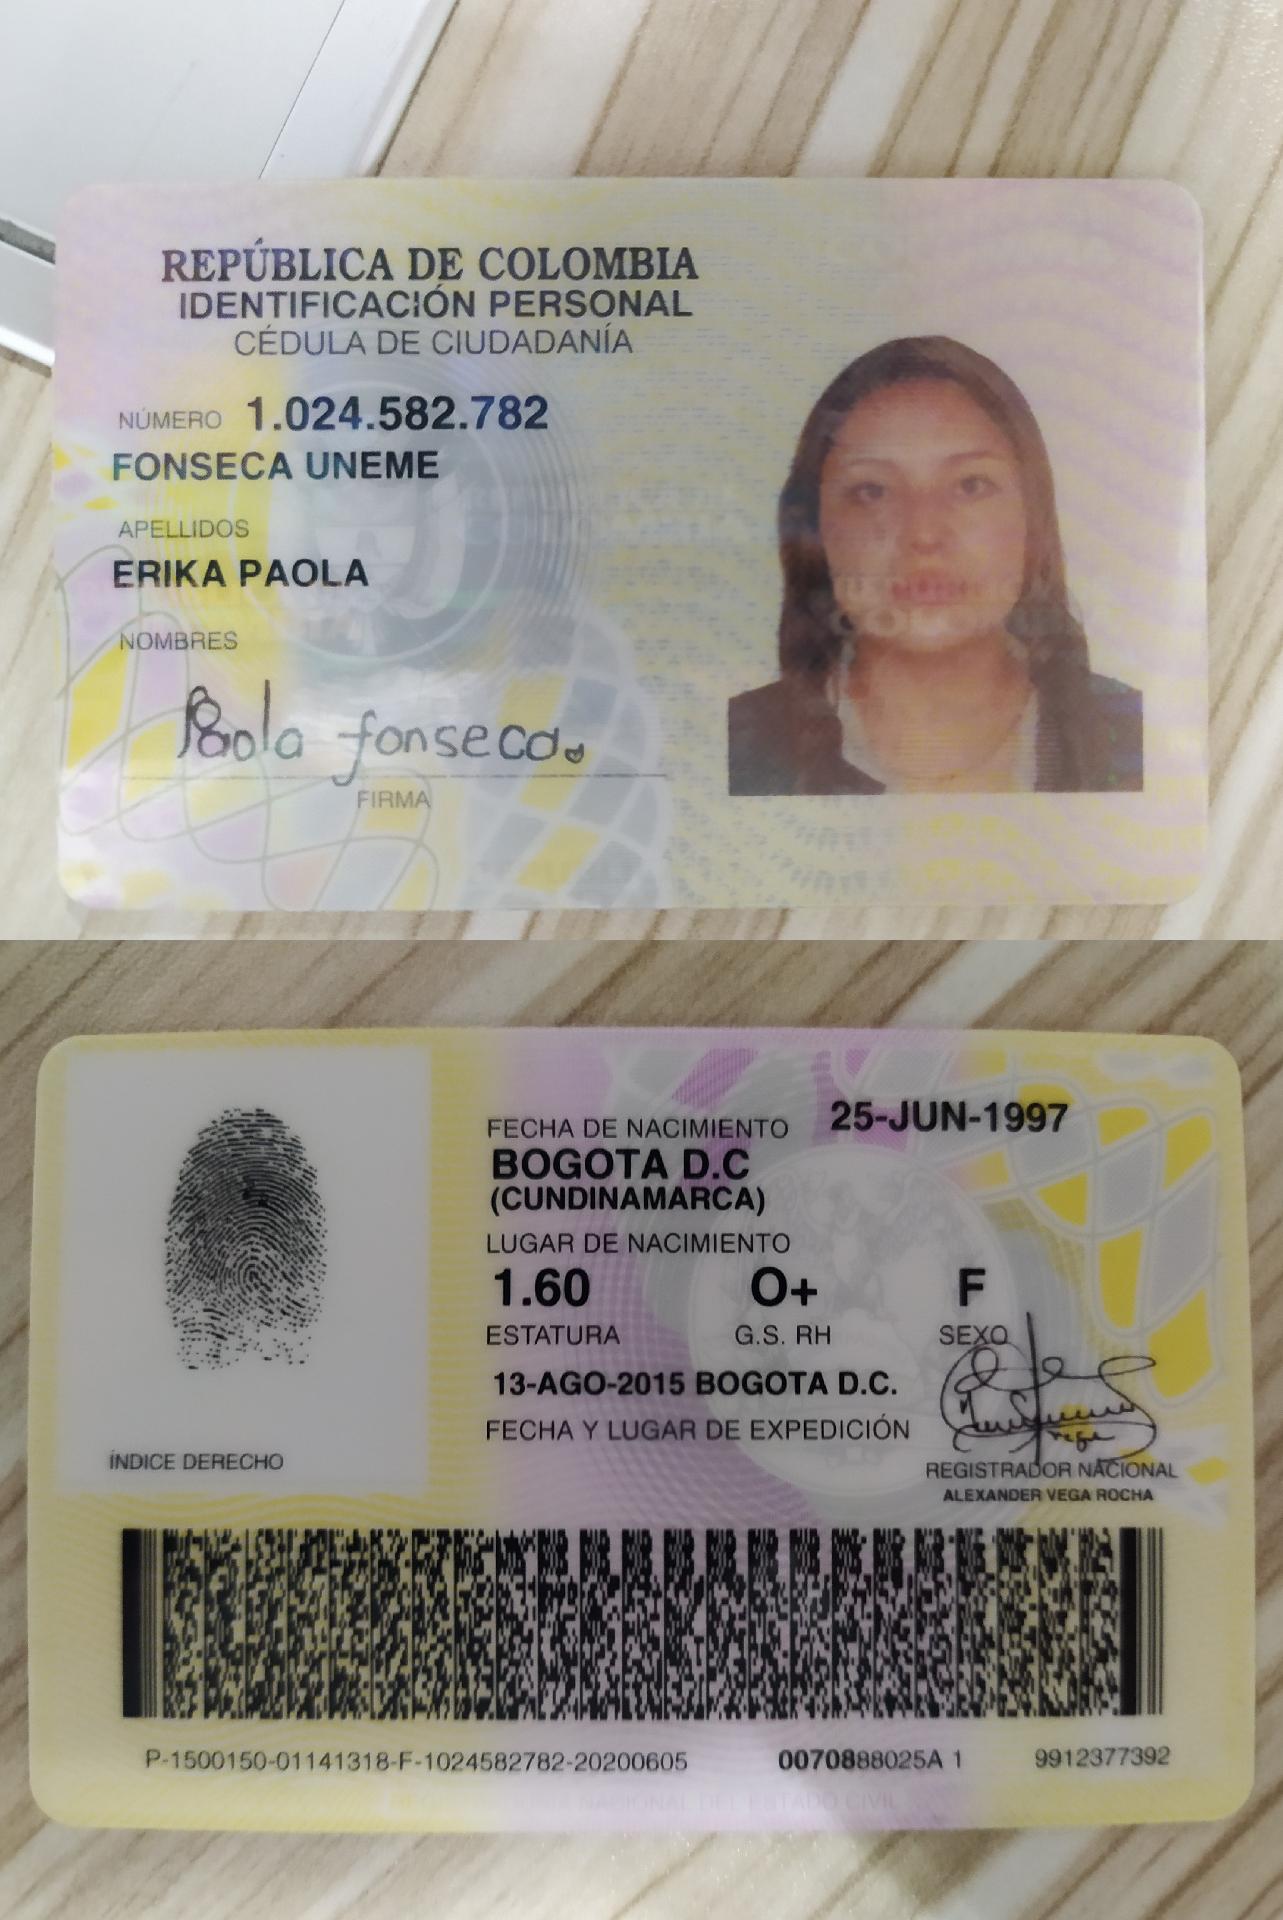 REPÚBLICA DE COLOMBIA
IDENTIFICACIÓN PERSONAL
CÉDULA DE CIUDADANÍA
NÚMERO 1.024.582.782
FONSECA UNEME
APELLIDOS
ERIKA PAOLA
NOMBRES
Paola fonseca
FIRMA
FECHA DE NACIMIENTO 25-JUN-1997
BOGOTA D.C
(CUNDINAMARCA)
LUGAR DE NACIMIENTO
1.60 O+ F
ESTATURA G.S. RH SEXO
13-AGO-2015 BOGOTA D.C.
FECHA Y LUGAR DE EXPEDICIÓN
ÍNDICE DERECHO
REGISTRADOR NACIONAL
ALEXANDER VEGA ROCHA
P-1500150-01141318-F-1024582782-20200605 0070888025A 1 9912377392
NACIONAL DEL ESTADO CIVIL